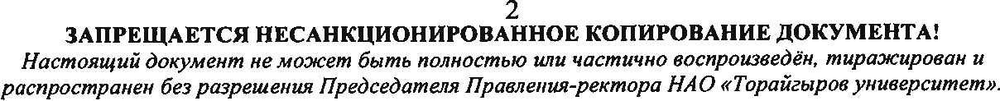 2
ЗАПРЕЩАЕТСЯ НЕСАНКЦИОНИРОВАННОЕ КОПИРОВАНИЕ ДОКУМЕНТА!
Настоящий документ не может быть полностью или частично воспроизведён, тиражирован и
распространен без разрешения Председателя Правления-ректора НАО «Торайгыров университет».